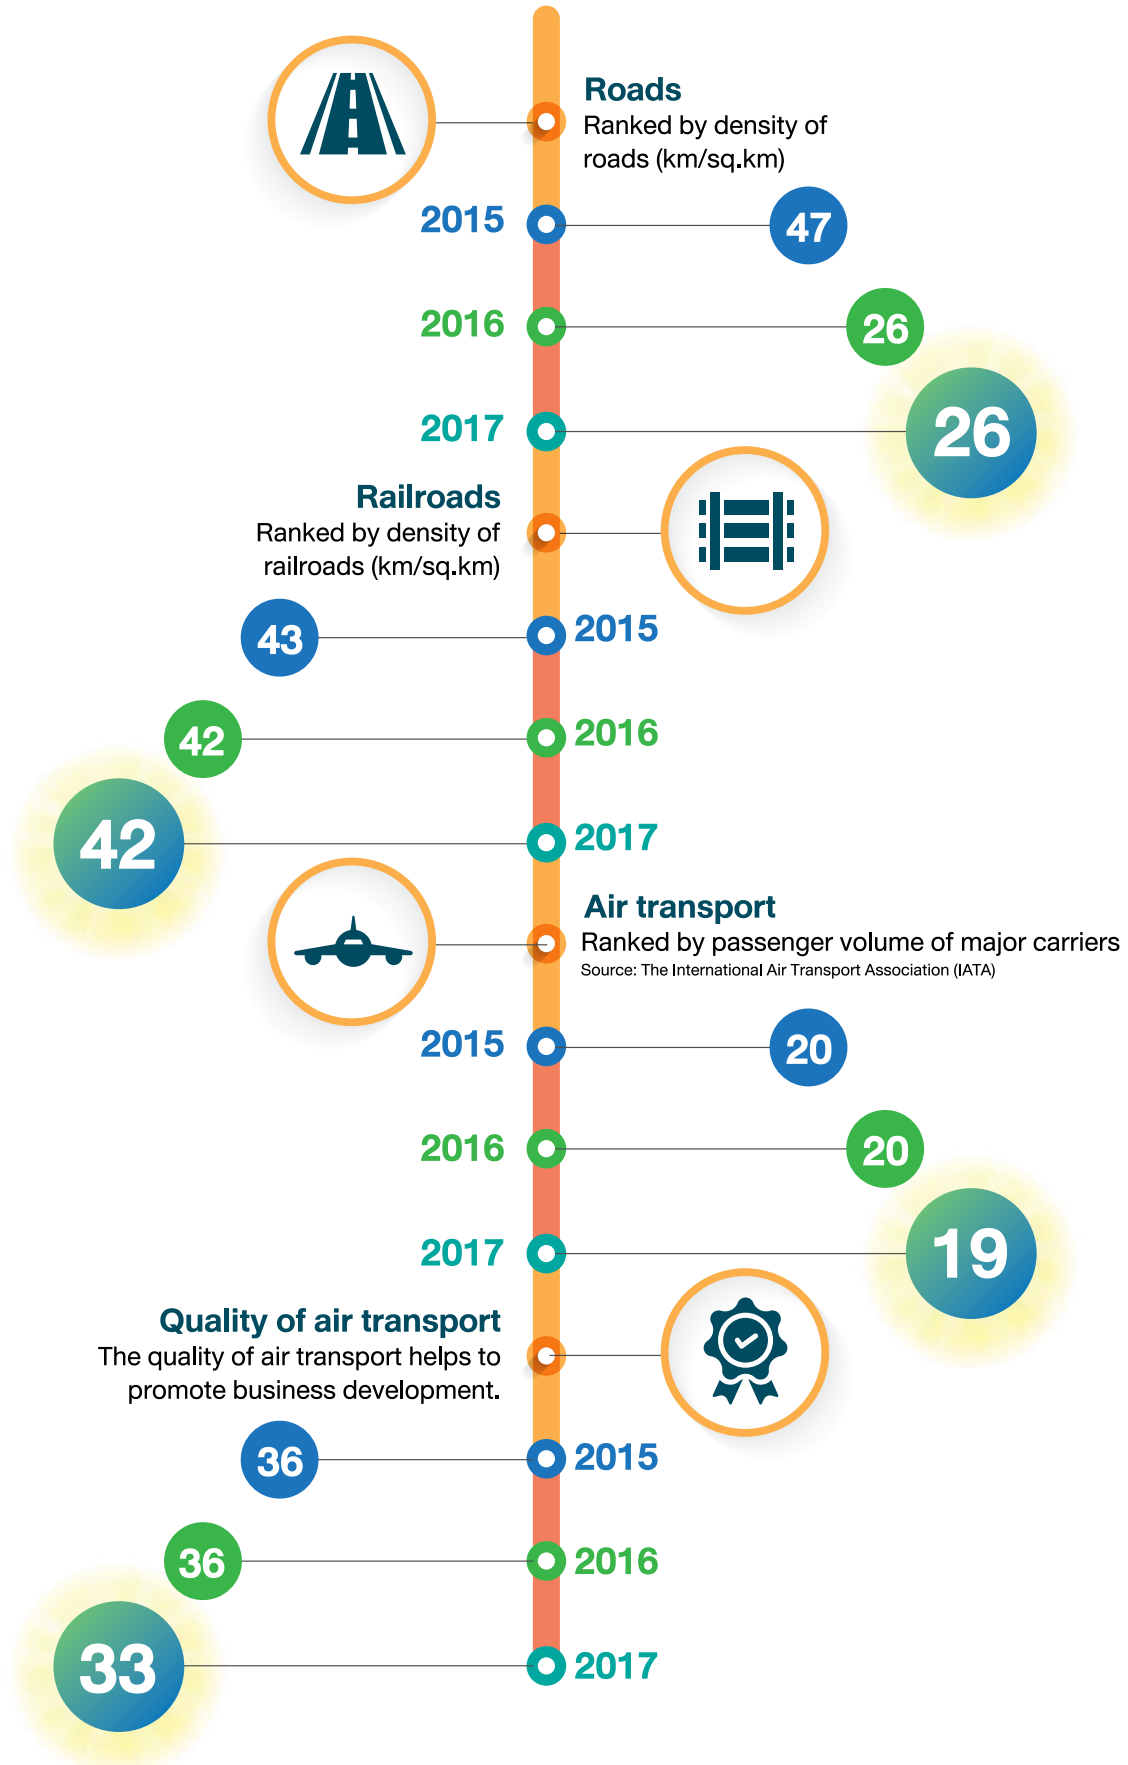 Roads
Ranked by density of
roads (km/sq.km)
2015
47
2016
26
2017
26
Railroads
Ranked by density of
railroads (km/sq.km)
43
2015
42
2016
42
2017
Air transport
Ranked by passenger volume of major carriers
Source: The International Air Transport Association (IATA)
2015
20
2016
20
2017
19
Quality of air transport
The quality of air transport helps to
promote business development.
36
2015
36
2016
33
2017